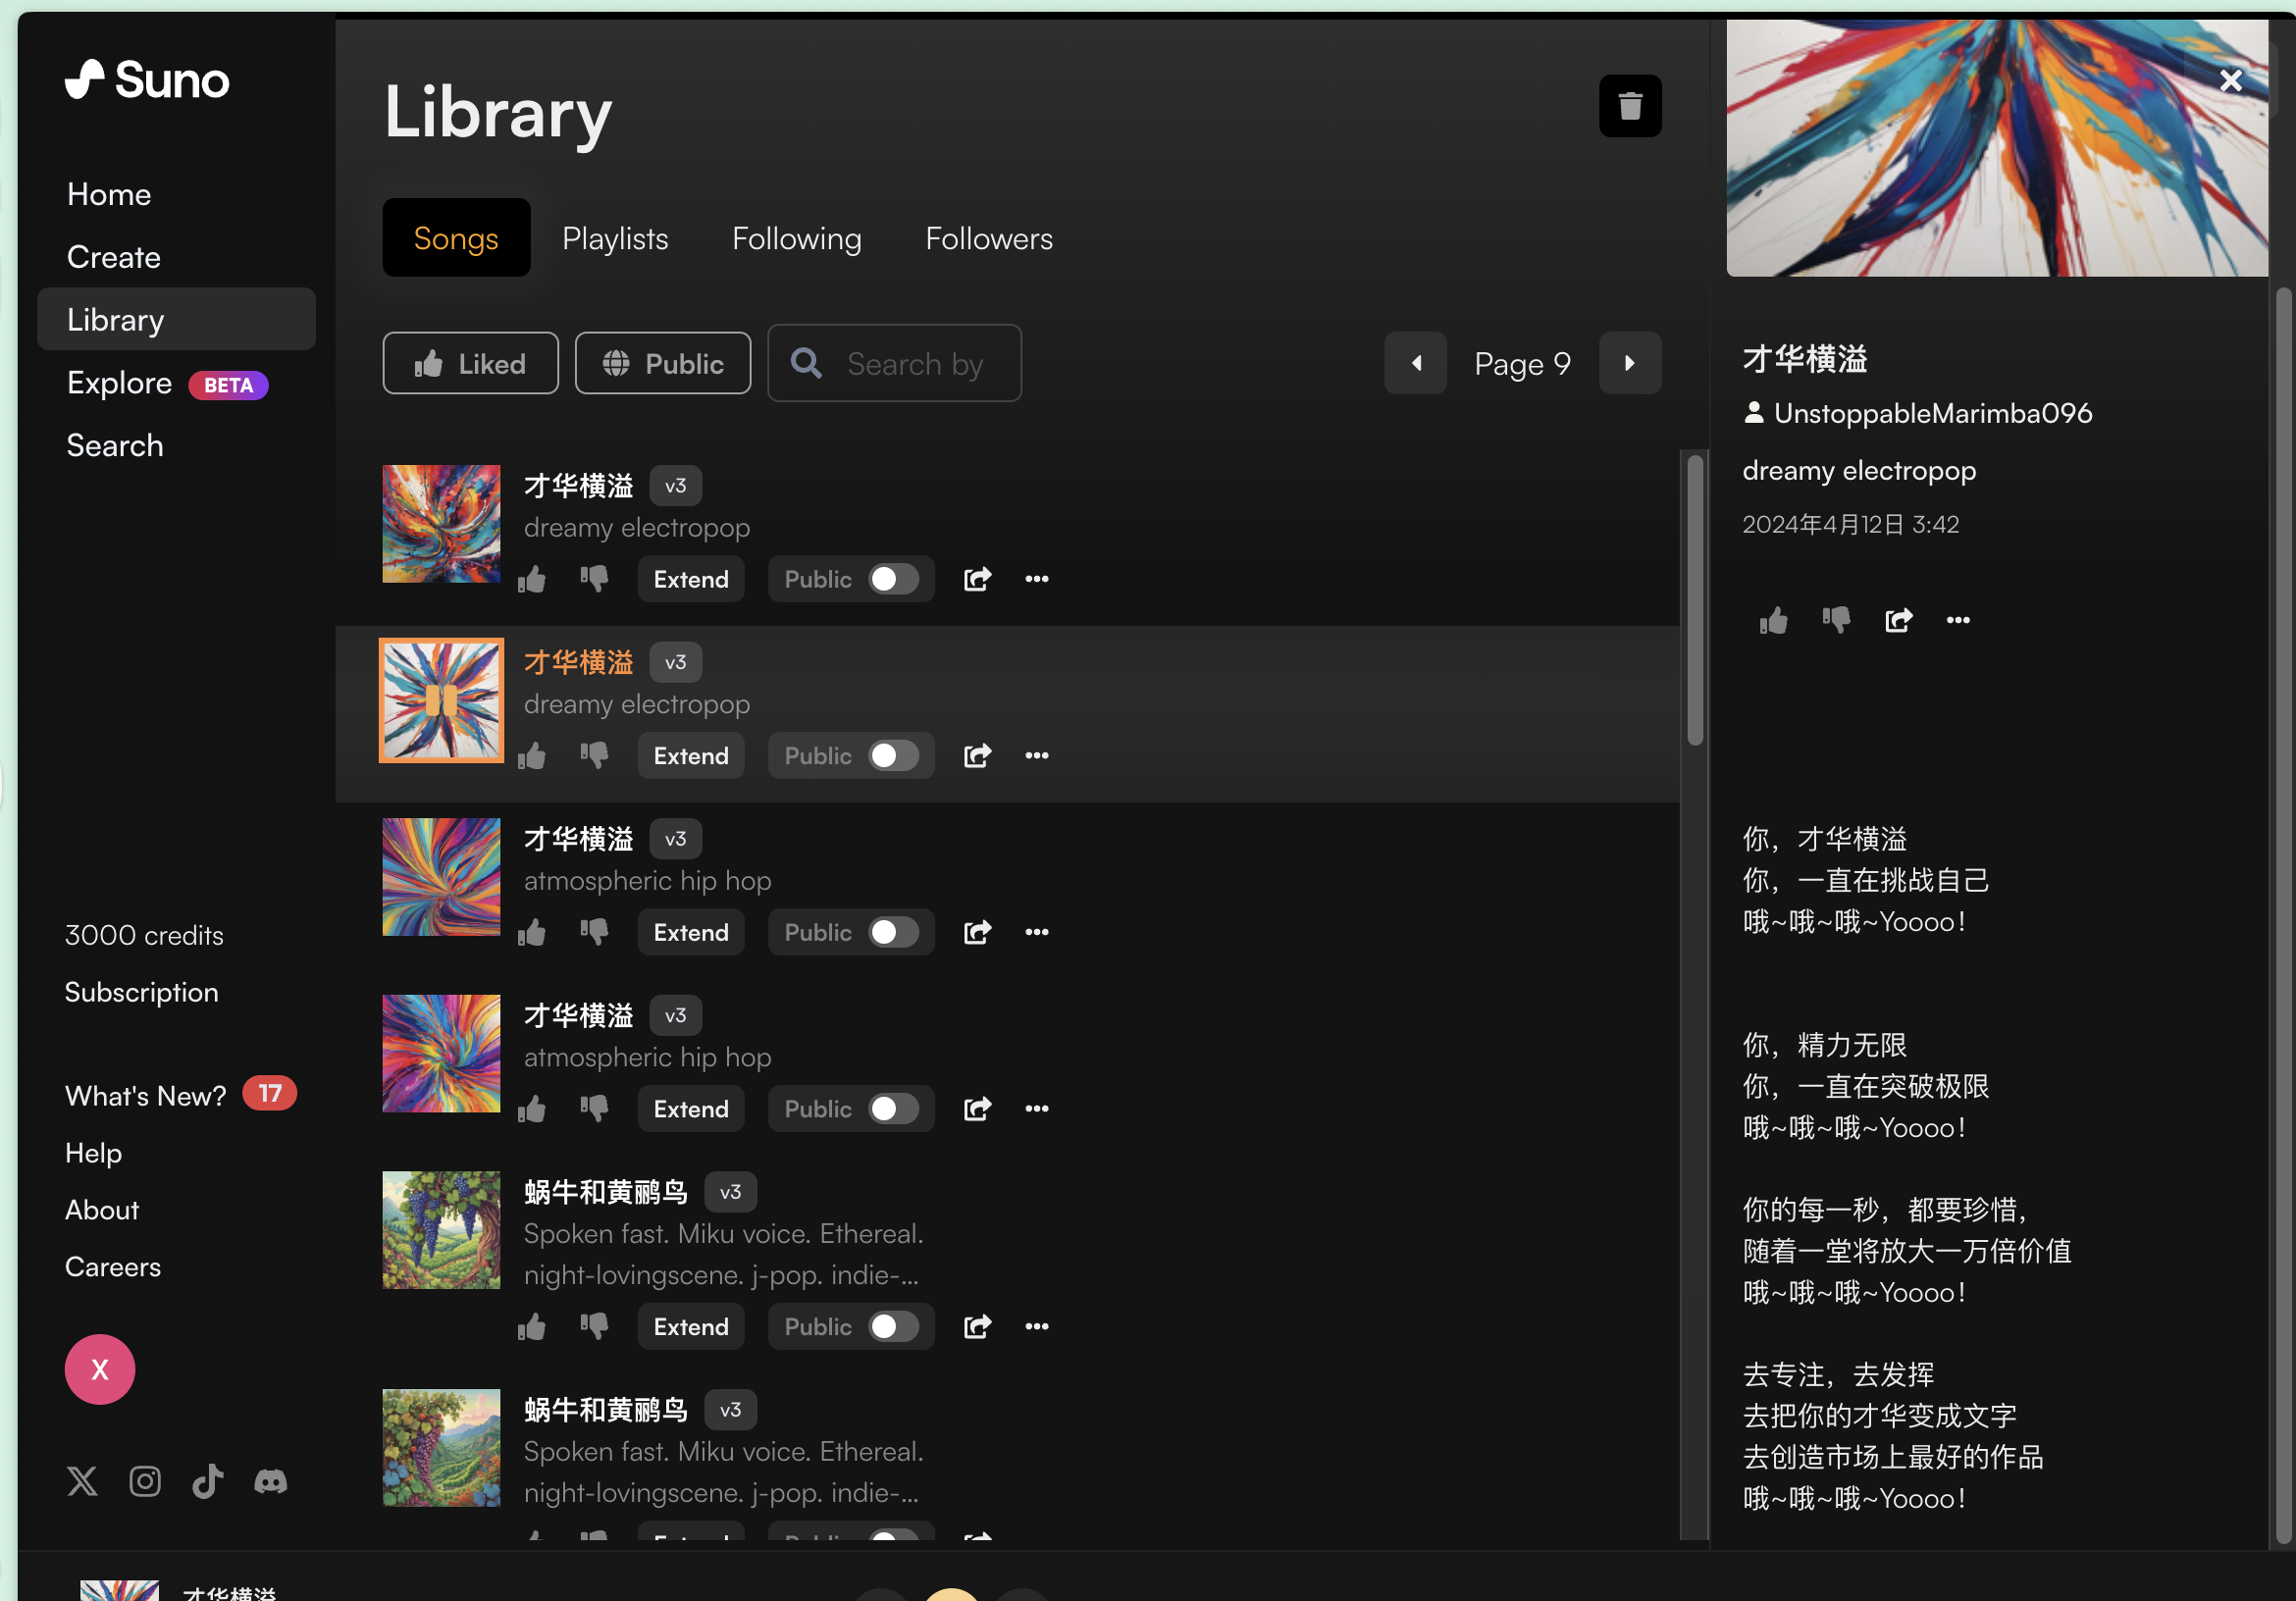 Suno
Home
Create
Library
Explore BETA
Search
3000 credits
Subscription
What's New? 17
Help
About
Careers
X
Library
Songs Playlists Following Followers
Liked Public Search by Page 9
才华横溢 v3
dreamy electropop
Extend Public
才华横溢 v3
dreamy electropop
Extend Public
才华横溢 v3
atmospheric hip hop
Extend Public
才华横溢 v3
atmospheric hip hop
Extend Public
蜗牛和黄鹂鸟 v3
Spoken fast. Miku voice. Ethereal.
night-lovingscene. j-pop. indie-...
Extend Public
蜗牛和黄鹂鸟 v3
Spoken fast. Miku voice. Ethereal.
night-lovingscene. j-pop. indie-...
Extend Public
才华横溢
UnstoppableMarimba096
dreamy electropop
2024年4月12日 3:42
你，才华横溢
你，一直在挑战自己
哦~哦~哦~Yoooo！
你，精力无限
你，一直在突破极限
哦~哦~哦~Yoooo！
你的每一秒，都要珍惜，
随着一堂将放大一万倍价值
哦~哦~哦~Yoooo！
去专注，去发挥
去把你的才华变成文字
去创造市场上最好的作品
哦~哦~哦~Yoooo！
才华横溢